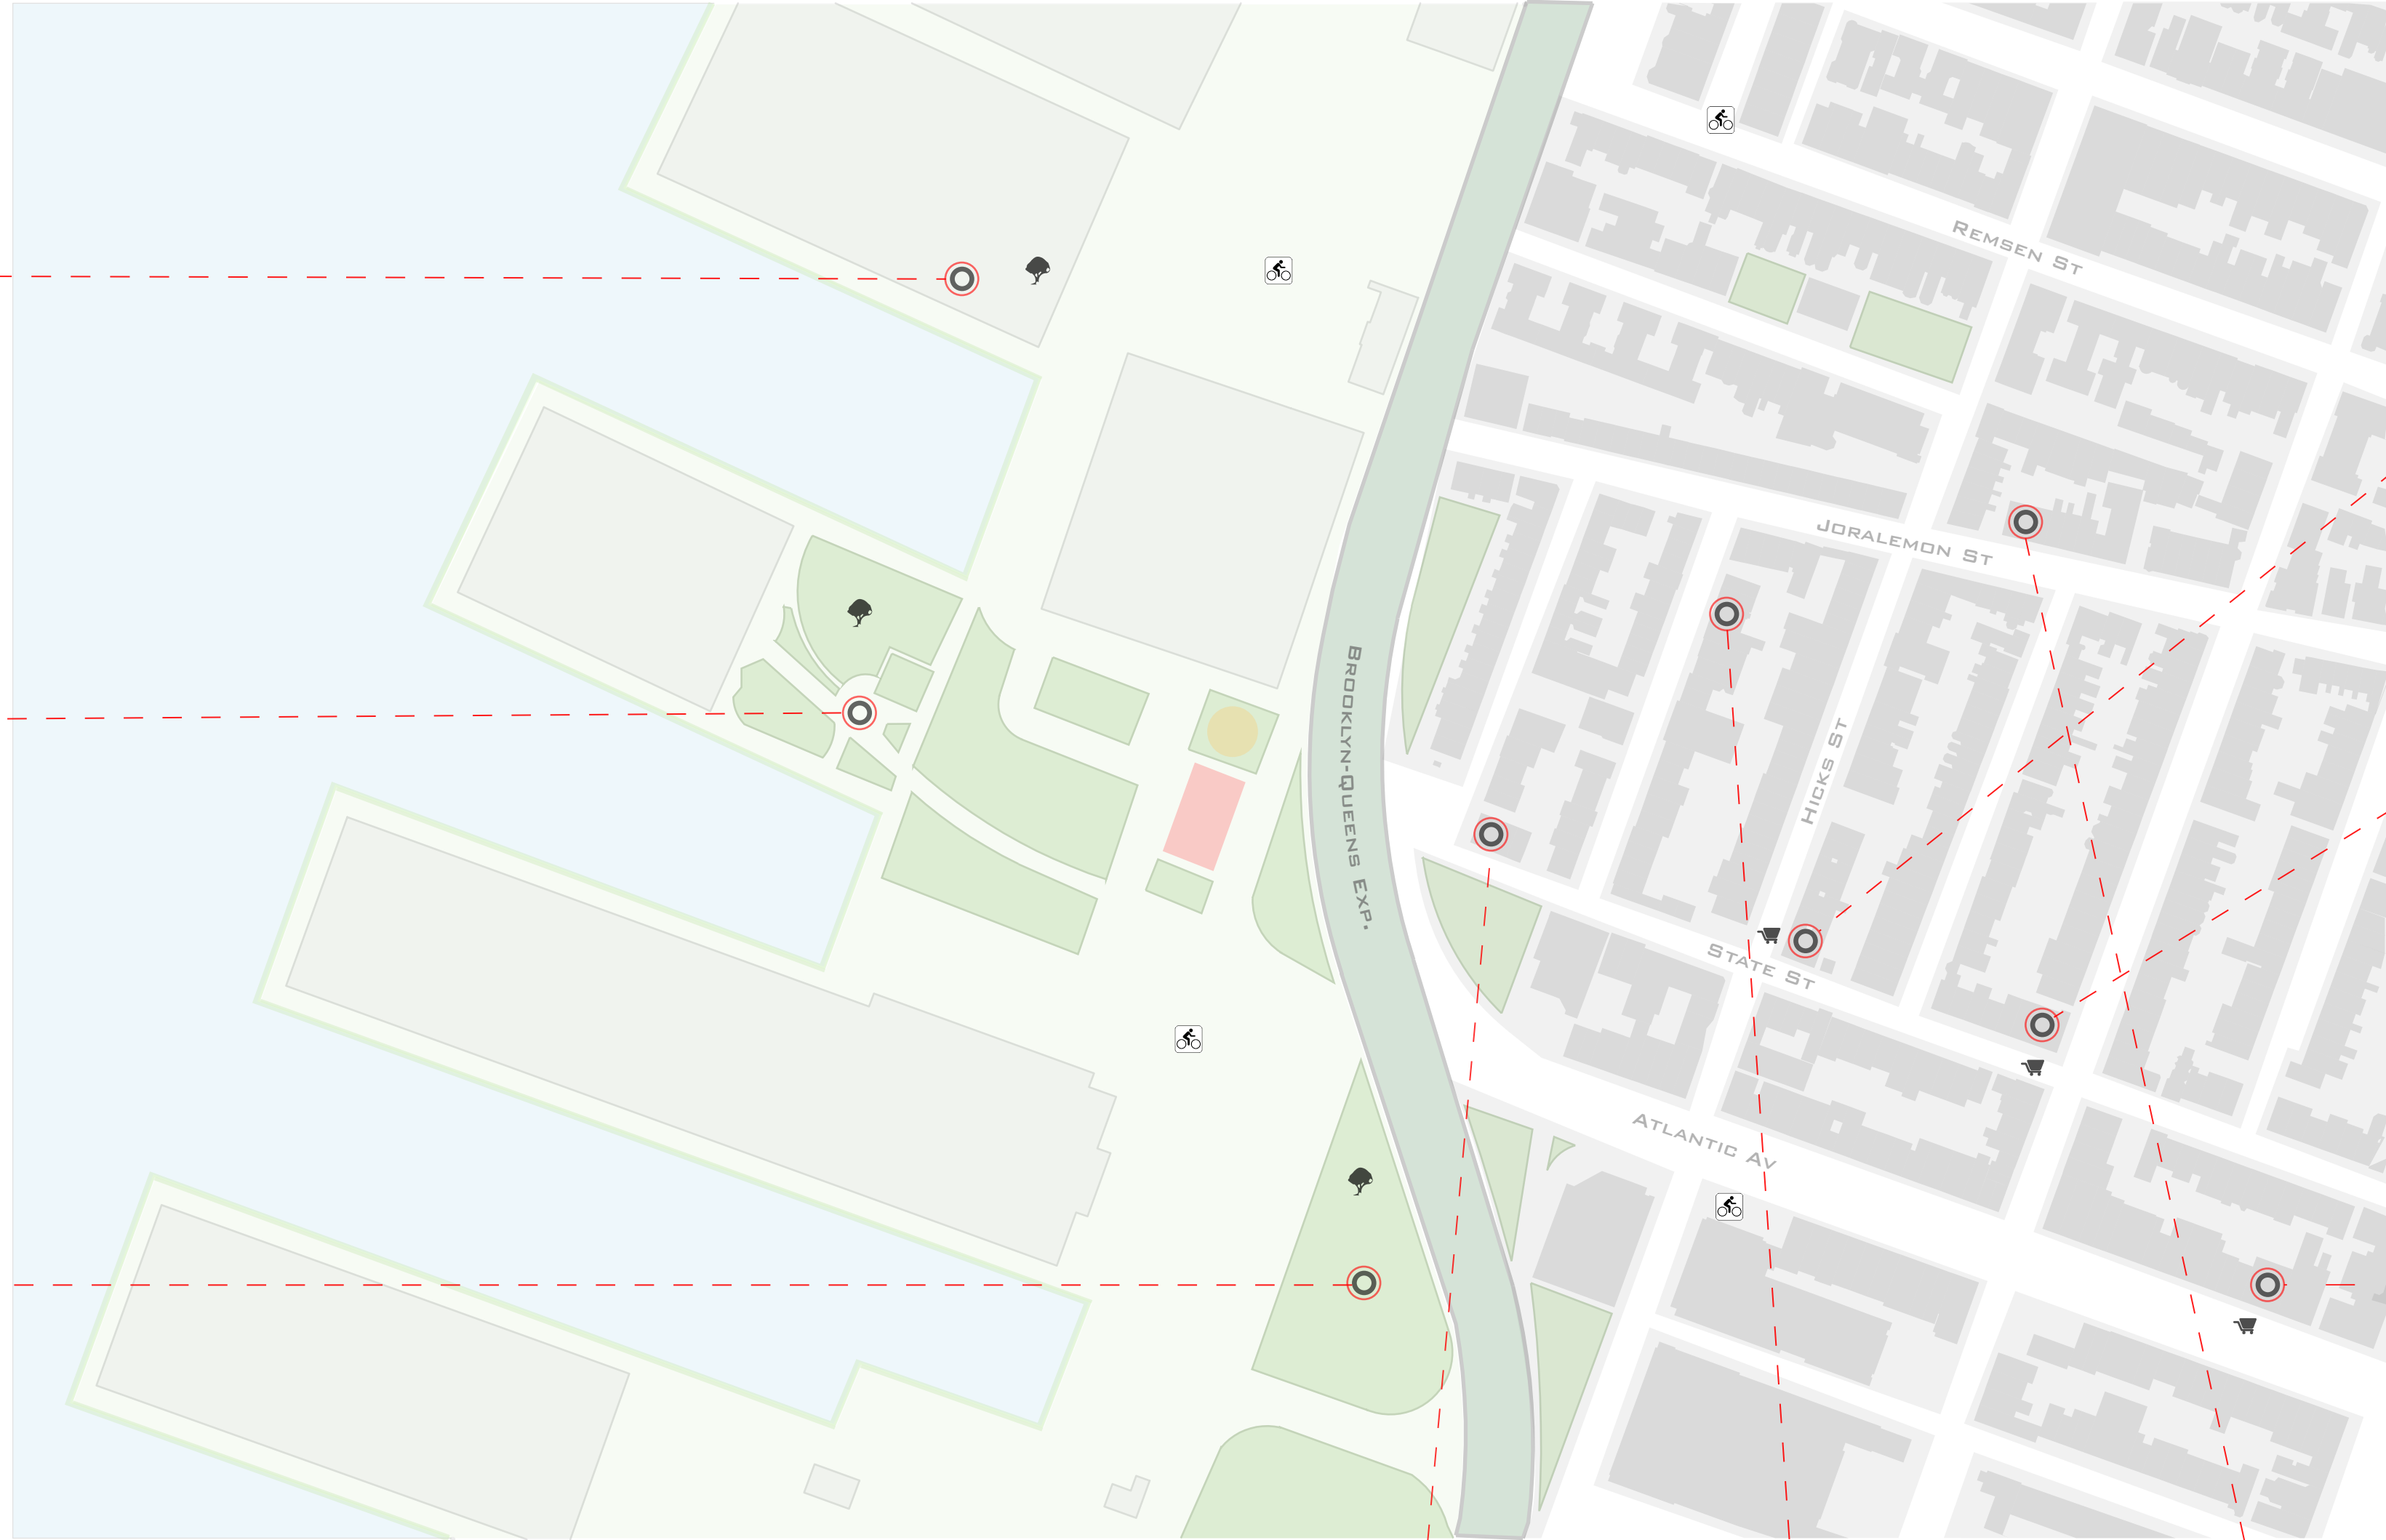 Remsen St
Joralemon St
Brooklyn-Queens Exp.
Hicks St
State St
Atlantic Av